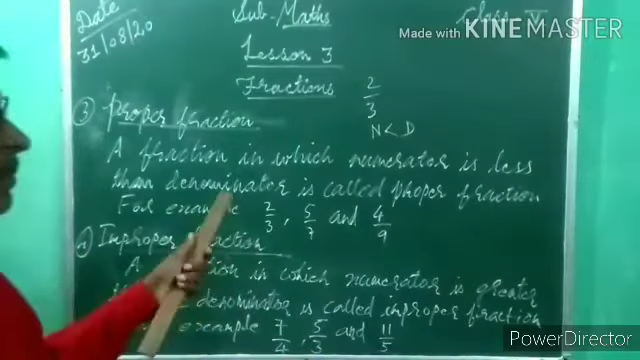 Date
31/08/20
Sub- Maths
Class V
Made with KINEMASTER
Lesson 3
Fractions
2/3
N < D
③ Proper fraction
A fraction in which numerator is less
than denominator is called proper fraction
For example 2/3, 5/7 and 4/9
④ Improper fraction
A in which numerator is greater
denominator is called improper fraction
example 7/4, 5/3 and 11/5
PowerDirector